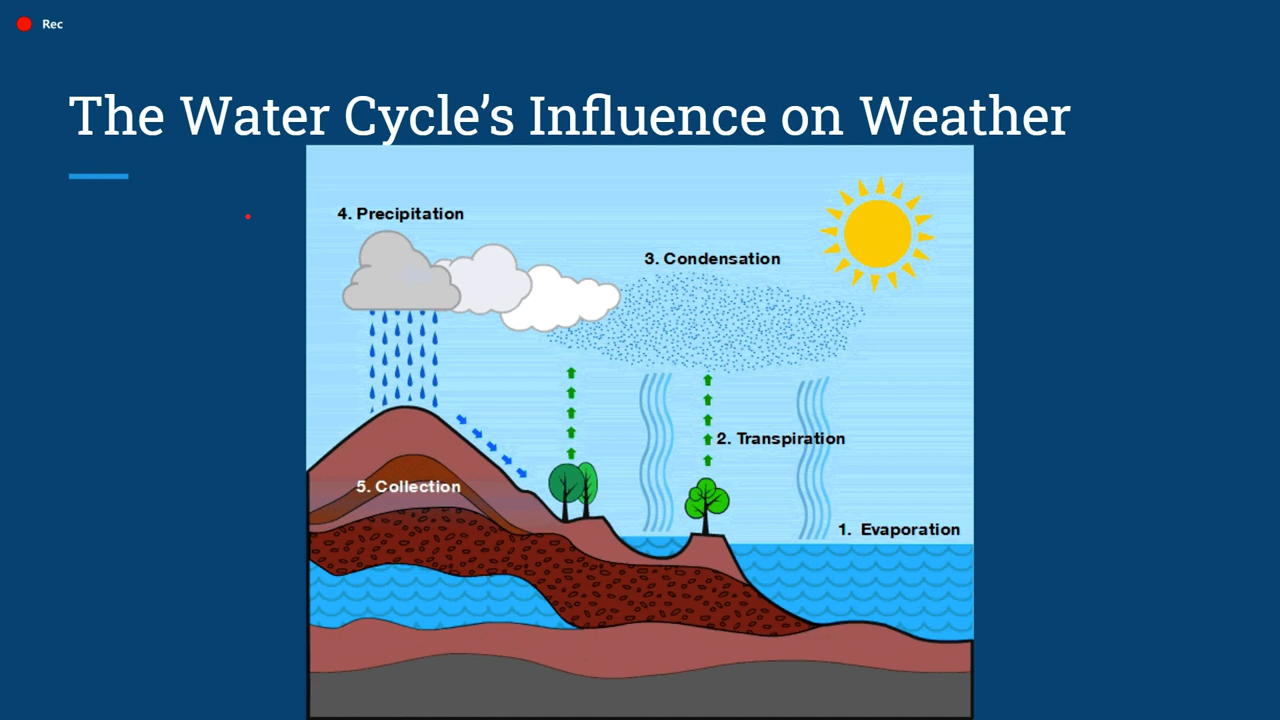 Rec
The Water Cycle’s Influence on Weather
4. Precipitation
3. Condensation
2. Transpiration
5. Collection
1. Evaporation